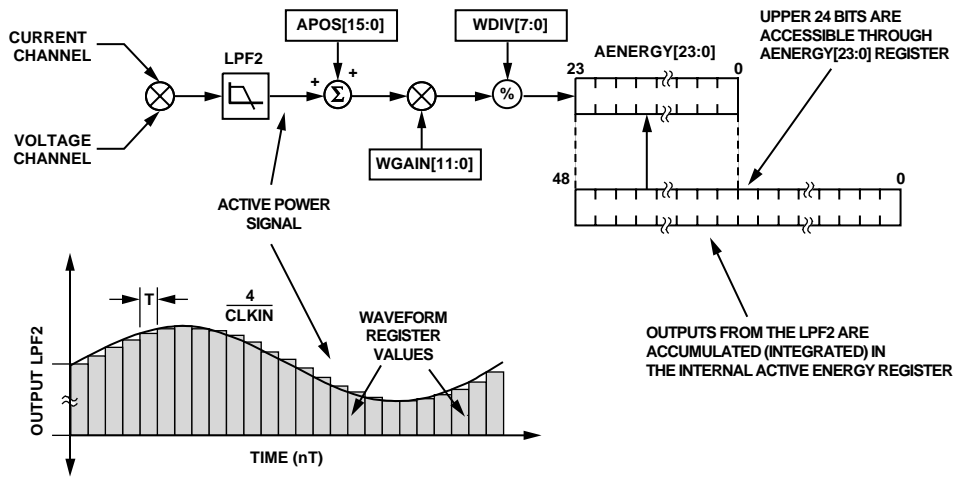 CURRENT
CHANNEL
VOLTAGE
CHANNEL
LPF2
APOS[15:0]
+
+
Σ
WGAIN[11:0]
WDIV[7:0]
%
AENERGY[23:0]
23
0
UPPER 24 BITS ARE
ACCESSIBLE THROUGH
AENERGY[23:0] REGISTER
48
0
ACTIVE POWER
SIGNAL
OUTPUTS FROM THE LPF2 ARE
ACCUMULATED (INTEGRATED) IN
THE INTERNAL ACTIVE ENERGY REGISTER
OUTPUT LPF2
T
4
CLKIN
WAVEFORM
REGISTER
VALUES
TIME (nT)